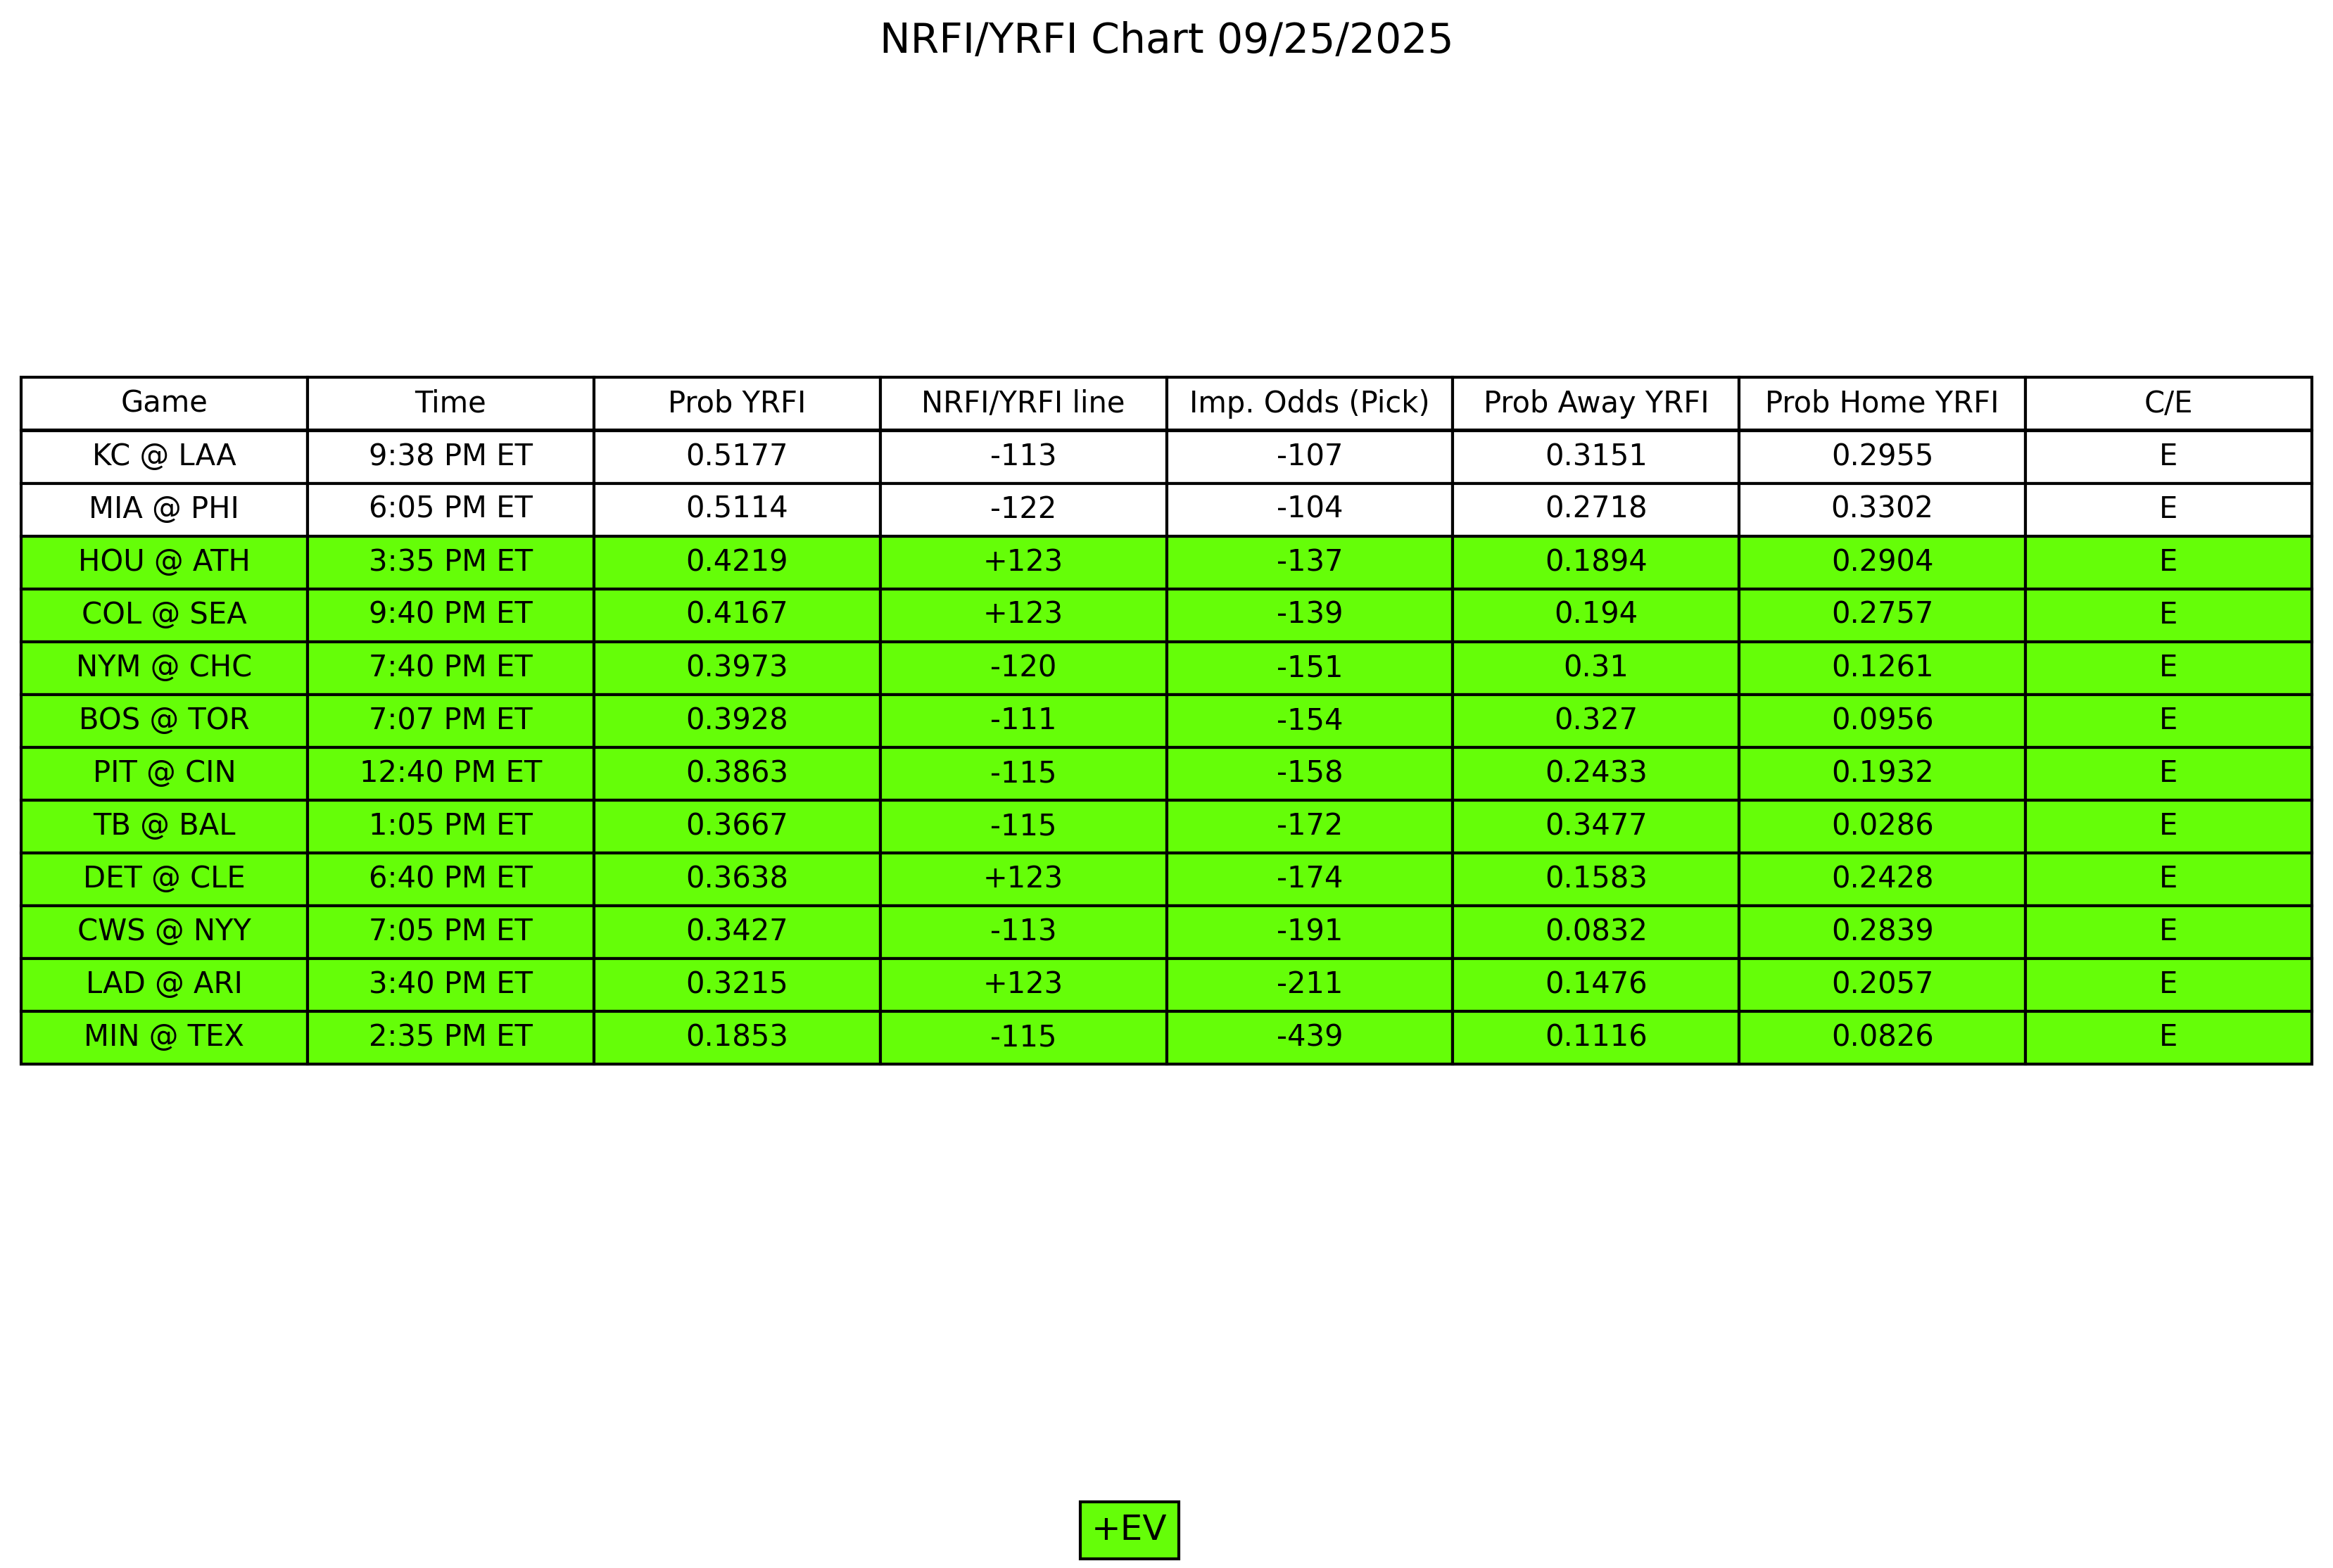 NRFI/YRFI Chart 09/25/2025
Game Time Prob YRFI NRFI/YRFI line Imp. Odds (Pick) Prob Away YRFI Prob Home YRFI C/E
KC @ LAA 9:38 PM ET 0.5177 -113 -107 0.3151 0.2955 E
MIA @ PHI 6:05 PM ET 0.5114 -122 -104 0.2718 0.3302 E
HOU @ ATH 3:35 PM ET 0.4219 +123 -137 0.1894 0.2904 E
COL @ SEA 9:40 PM ET 0.4167 +123 -139 0.194 0.2757 E
NYM @ CHC 7:40 PM ET 0.3973 -120 -151 0.31 0.1261 E
BOS @ TOR 7:07 PM ET 0.3928 -111 -154 0.327 0.0956 E
PIT @ CIN 12:40 PM ET 0.3863 -115 -158 0.2433 0.1932 E
TB @ BAL 1:05 PM ET 0.3667 -115 -172 0.3477 0.0286 E
DET @ CLE 6:40 PM ET 0.3638 +123 -174 0.1583 0.2428 E
CWS @ NYY 7:05 PM ET 0.3427 -113 -191 0.0832 0.2839 E
LAD @ ARI 3:40 PM ET 0.3215 +123 -211 0.1476 0.2057 E
MIN @ TEX 2:35 PM ET 0.1853 -115 -439 0.1116 0.0826 E
+EV